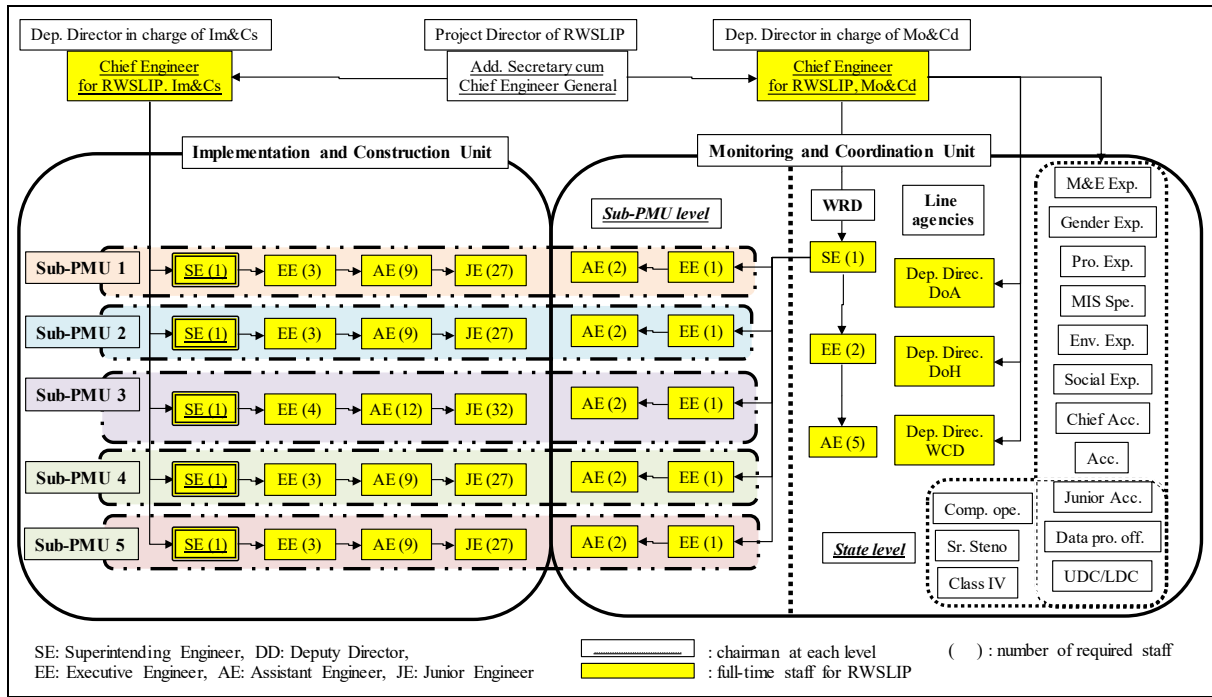 Dep. Director in charge of Im&Cs
Project Director of RWSLIP
Dep. Director in charge of Mo&Cd
Chief Engineer
for RWSLIP. Im&Cs
Add. Secretary cum
Chief Engineer General
Chief Engineer
for RWSLIP, Mo&Cd
Implementation and Construction Unit
Monitoring and Coordination Unit
Sub-PMU level
WRD
Line
agencies
M&E Exp.
Gender Exp.
Pro. Exp.
MIS Spe.
Env. Exp.
Social Exp.
Chief Acc.
Acc.
Junior Acc.
Data pro. off.
UDC/LDC
Sub-PMU 1
SE (1)
EE (3)
AE (9)
JE (27)
AE (2)
EE (1)
SE (1)
Dep. Direc.
DoA
Sub-PMU 2
SE (1)
EE (3)
AE (9)
JE (27)
AE (2)
EE (1)
EE (2)
Dep. Direc.
DoH
Sub-PMU 3
SE (1)
EE (4)
AE (12)
JE (32)
AE (2)
EE (1)
AE (5)
Dep. Direc.
WCD
Sub-PMU 4
SE (1)
EE (3)
AE (9)
JE (27)
AE (2)
EE (1)
Sub-PMU 5
SE (1)
EE (3)
AE (9)
JE (27)
AE (2)
EE (1)
State level
Comp. ope.
Sr. Steno
Class IV
SE: Superintending Engineer, DD: Deputy Director,
EE: Executive Engineer, AE: Assistant Engineer, JE: Junior Engineer
: chairman at each level
: full-time staff for RWSLIP
( ) : number of required staff